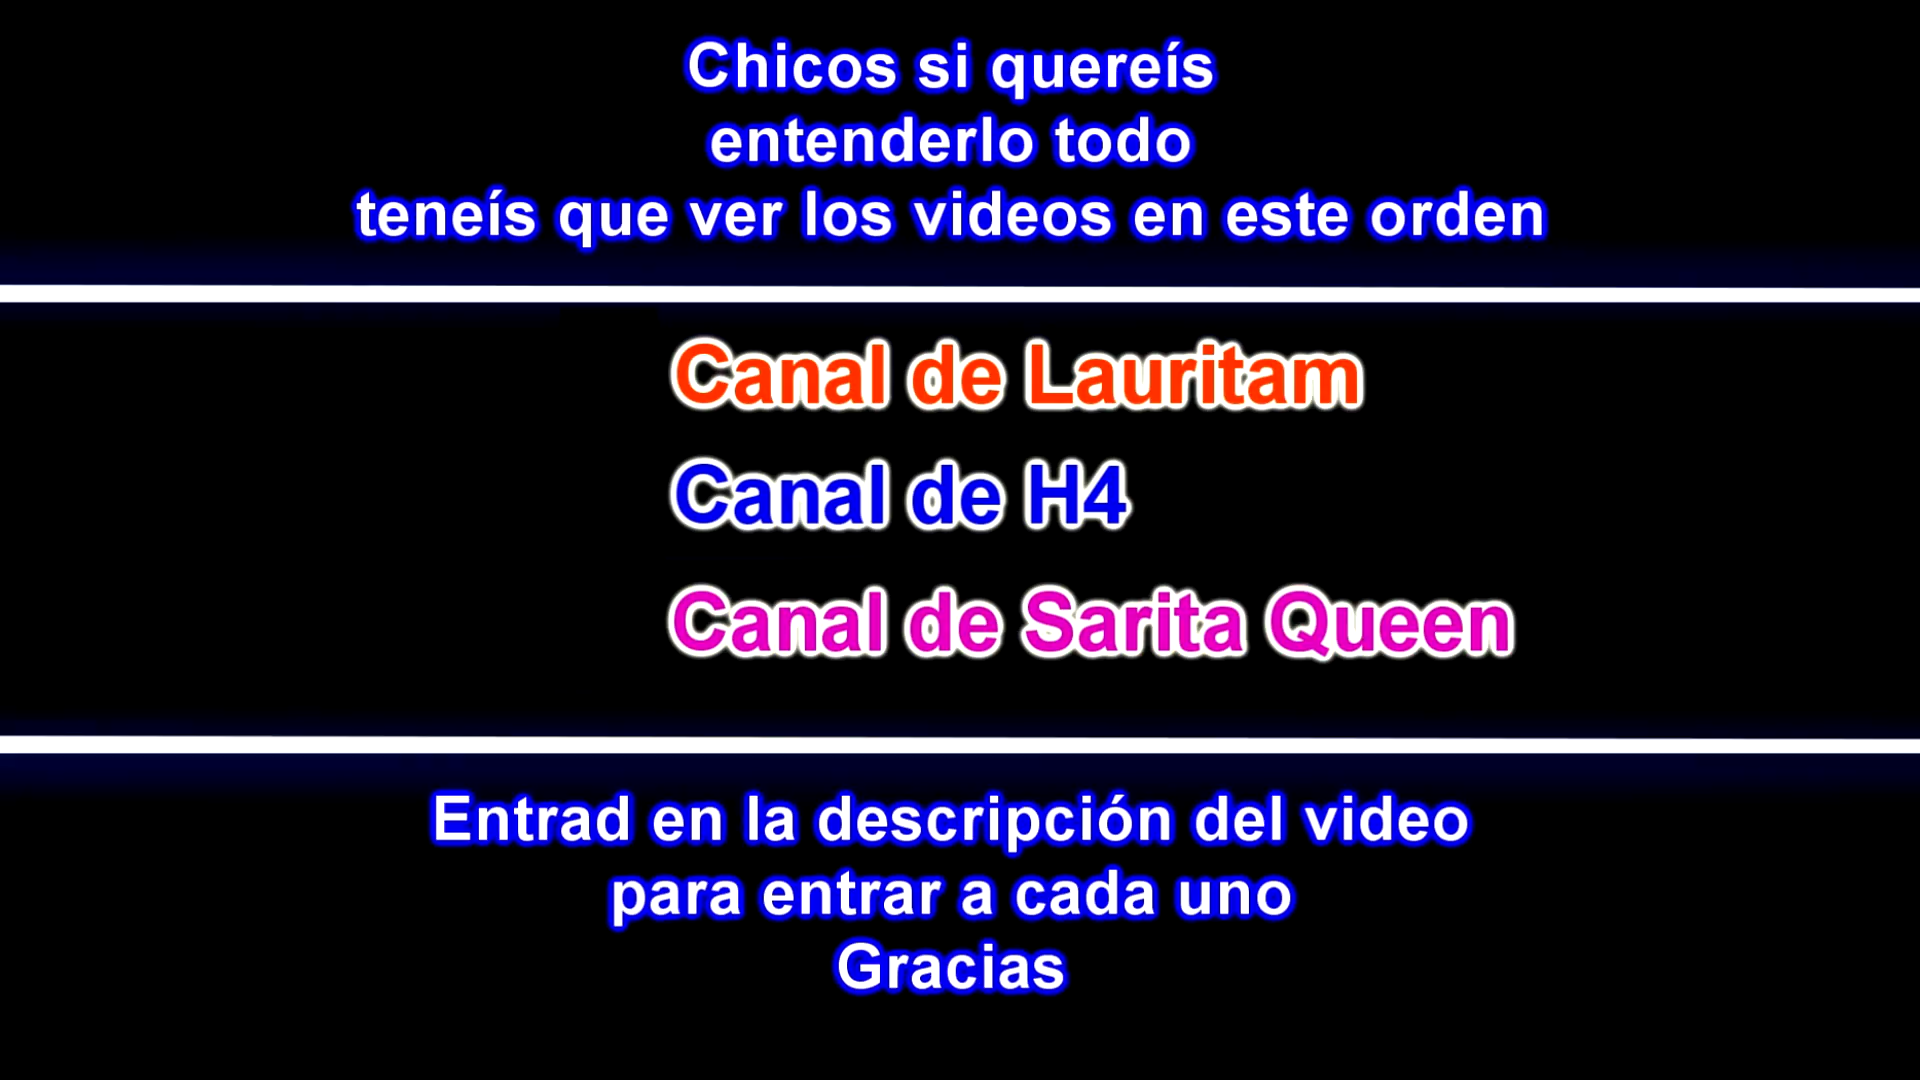 Chicos si quereís
entenderlo todo
teneís que ver los videos en este orden
Canal de Lauritam
Canal de H4
Canal de Sarita Queen
Entrad en la descripción del video
para entrar a cada uno
Gracias